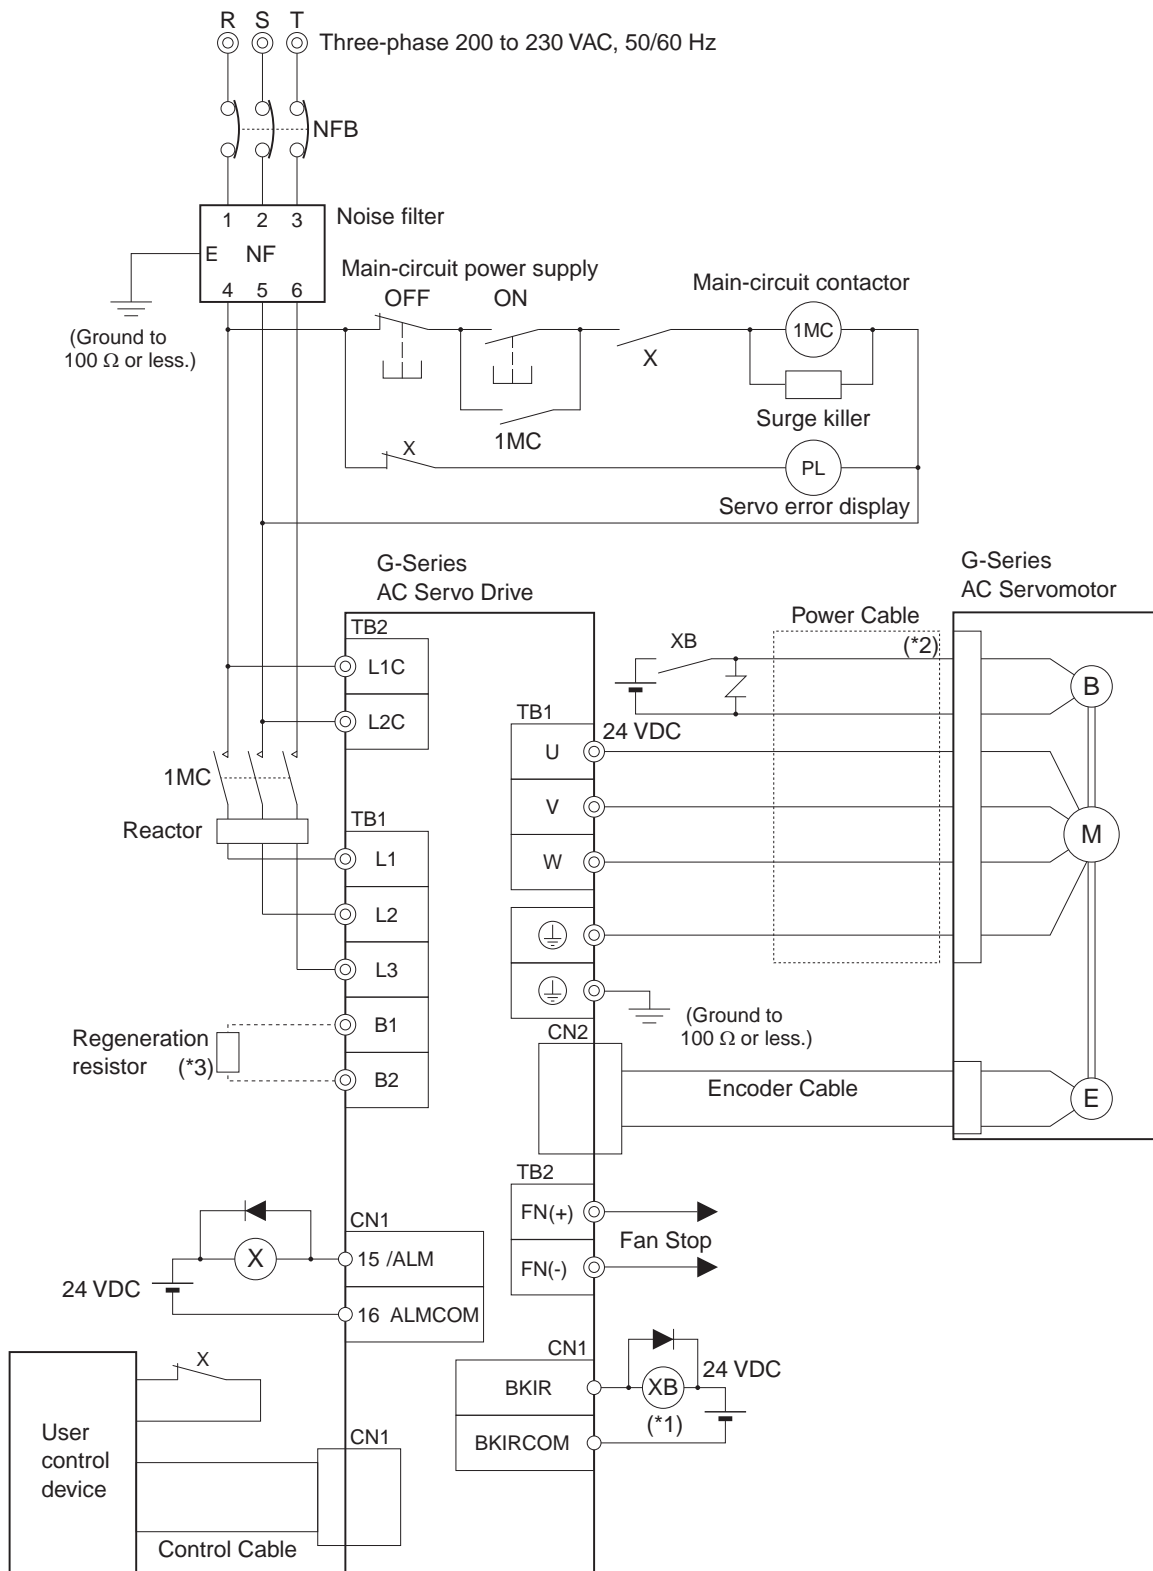 R S T
Three-phase 200 to 230 VAC, 50/60 Hz
NFB
1 2 3
Noise filter
E NF
4 5 6
(Ground to
100 Ω or less.)
Main-circuit power supply
OFF ON
Main-circuit contactor
1MC
X
Surge killer
1MC
X
PL
Servo error display
G-Series
AC Servo Drive
G-Series
AC Servomotor
TB2
L1C
L2C
Power Cable
(*2)
XB
24 VDC
B
TB1
U
V
W
M
1MC
Reactor
TB1
L1
L2
L3
B1
B2
Regeneration
resistor (*3)
(Ground to
100 Ω or less.)
CN2
Encoder Cable
E
TB2
FN(+)
FN(-)
Fan Stop
CN1
15 /ALM
16 ALMCOM
X
24 VDC
CN1
BKIR
BKIRCOM
XB
(*1)
24 VDC
X
User
control
device
CN1
Control Cable